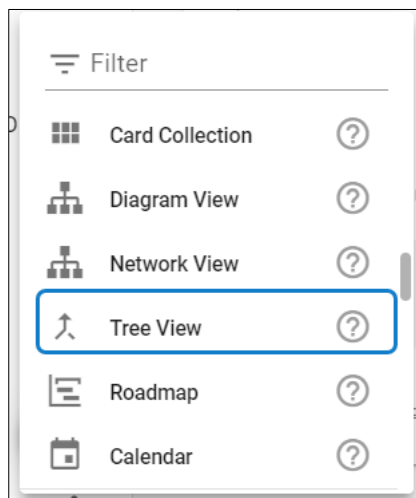 Filter
Card Collection
Diagram View
Network View
Tree View
Roadmap
Calendar